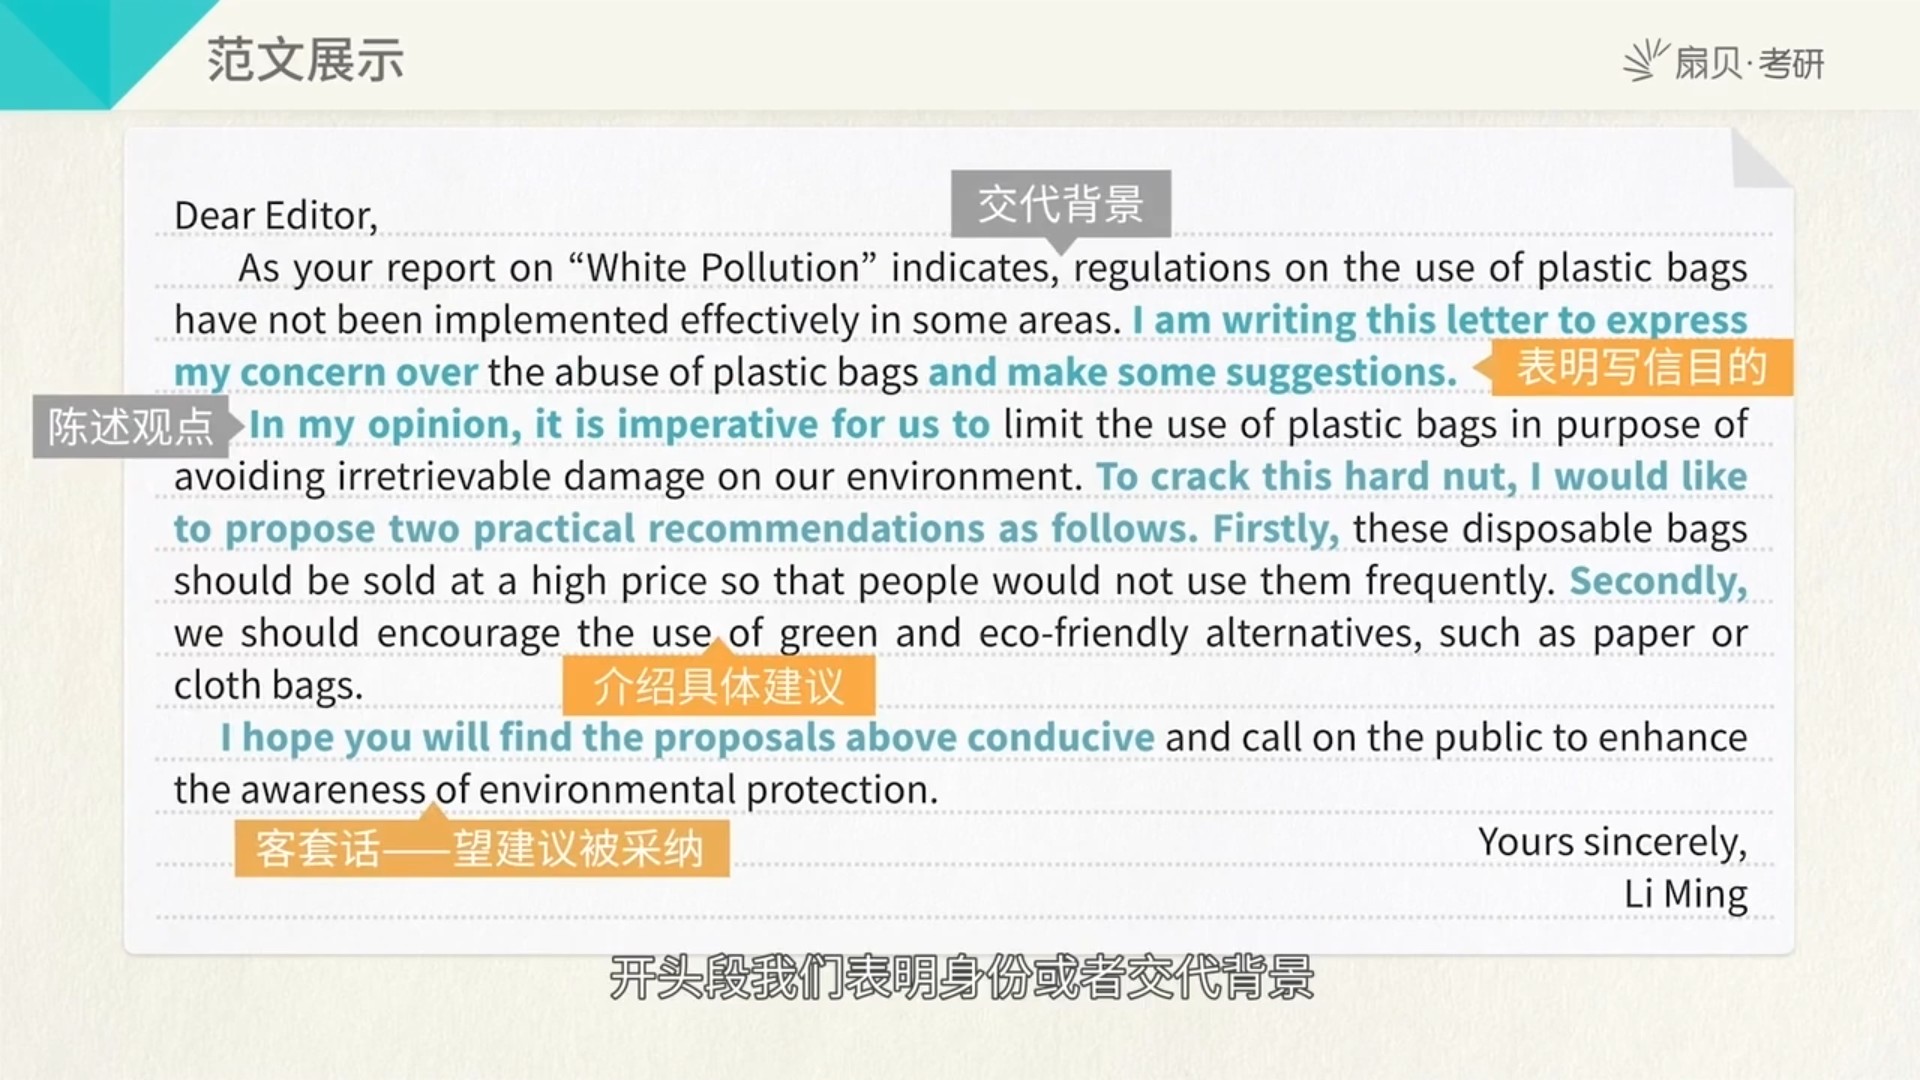 范文展示
扇贝·考研
交代背景
Dear Editor,
As your report on “White Pollution” indicates, regulations on the use of plastic bags
have not been implemented effectively in some areas. I am writing this letter to express
my concern over the abuse of plastic bags and make some suggestions.
表明写信目的
陈述观点
In my opinion, it is imperative for us to limit the use of plastic bags in purpose of
avoiding irretrievable damage on our environment. To crack this hard nut, I would like
to propose two practical recommendations as follows. Firstly, these disposable bags
should be sold at a high price so that people would not use them frequently. Secondly,
we should encourage the use of green and eco-friendly alternatives, such as paper or
cloth bags.
介绍具体建议
I hope you will find the proposals above conducive and call on the public to enhance
the awareness of environmental protection.
客套话——望建议被采纳
Yours sincerely,
Li Ming
开头段我们表明身份或者交代背景